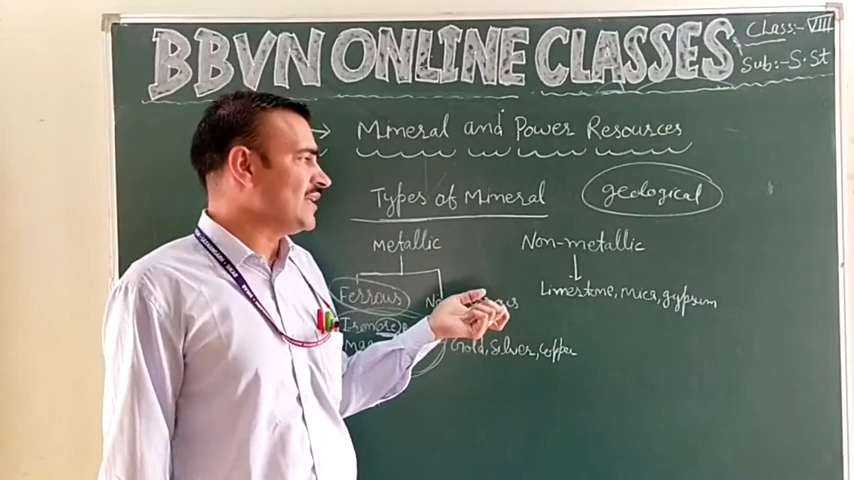 BBVN ONLINE CLASSES
Class:- VIII
Sub:- S.St
→ Mineral and Power Resources
Types of Mineral
geological
Metallic
Non-metallic
Ferrous
Limestone, mica, gypsum
Iron(ore)
Gold, Silver, Copper